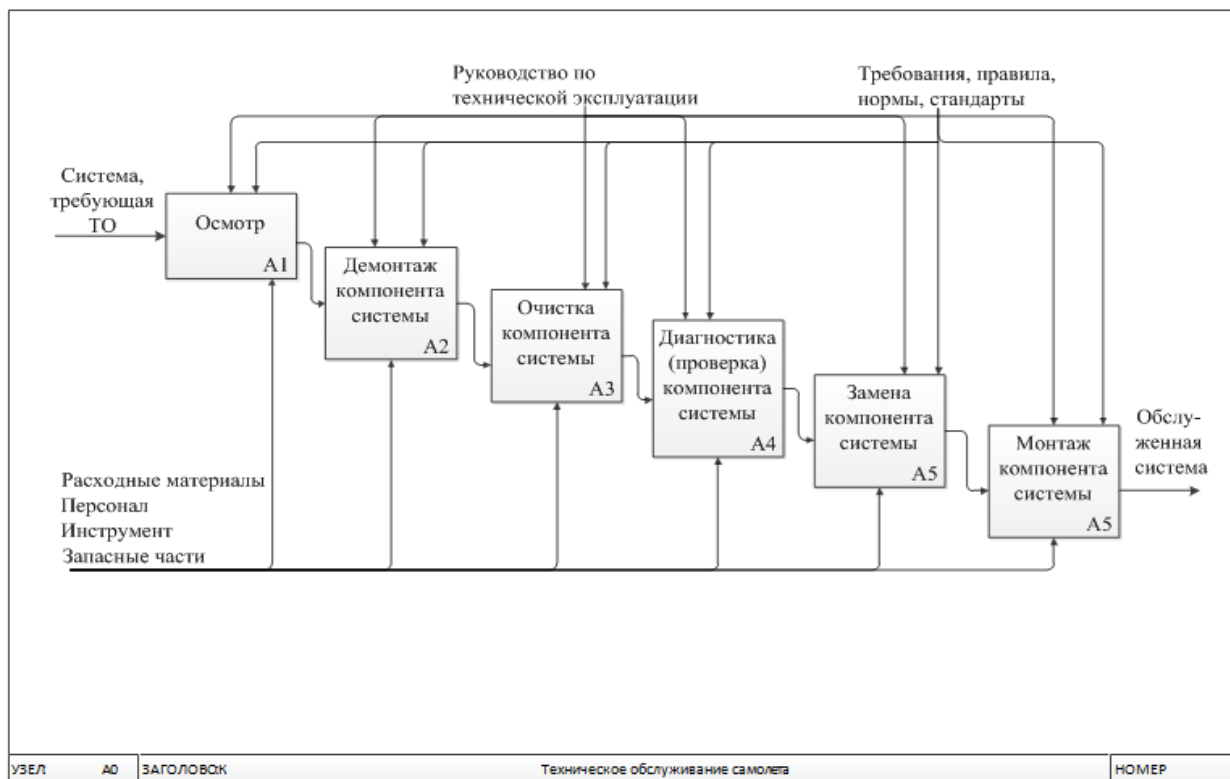 Руководство по
технической эксплуатации
Требования, правила,
нормы, стандарты
Система,
требующая
ТО
Осмотр
A1
Демонтаж
компонента
системы
A2
Очистка
компонента
системы
A3
Диагностика
(проверка)
компонента
системы
A4
Замена
компонента
системы
A5
Монтаж
компонента
системы
A5
Обслу-
женная
система
Расходные материалы
Персонал
Инструмент
Запасные части
УЗЕЛ: A0 ЗАГОЛОВОК Техническое обслуживание самолета НОМЕР